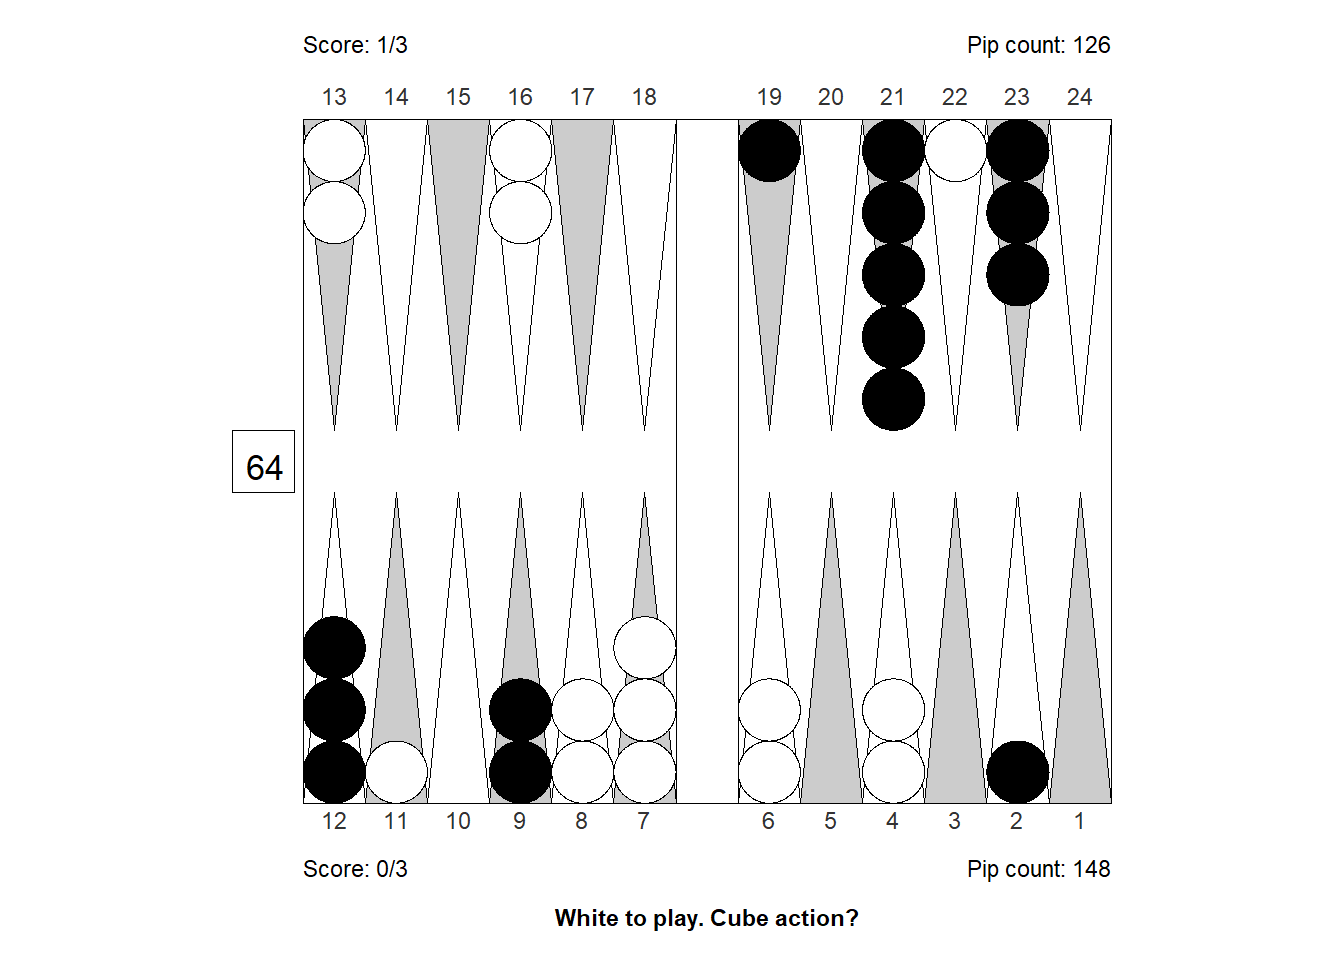 Score: 1/3 Pip count: 126
13 14 15 16 17 18 19 20 21 22 23 24
64
12 11 10 9 8 7 6 5 4 3 2 1
Score: 0/3 Pip count: 148
White to play. Cube action?